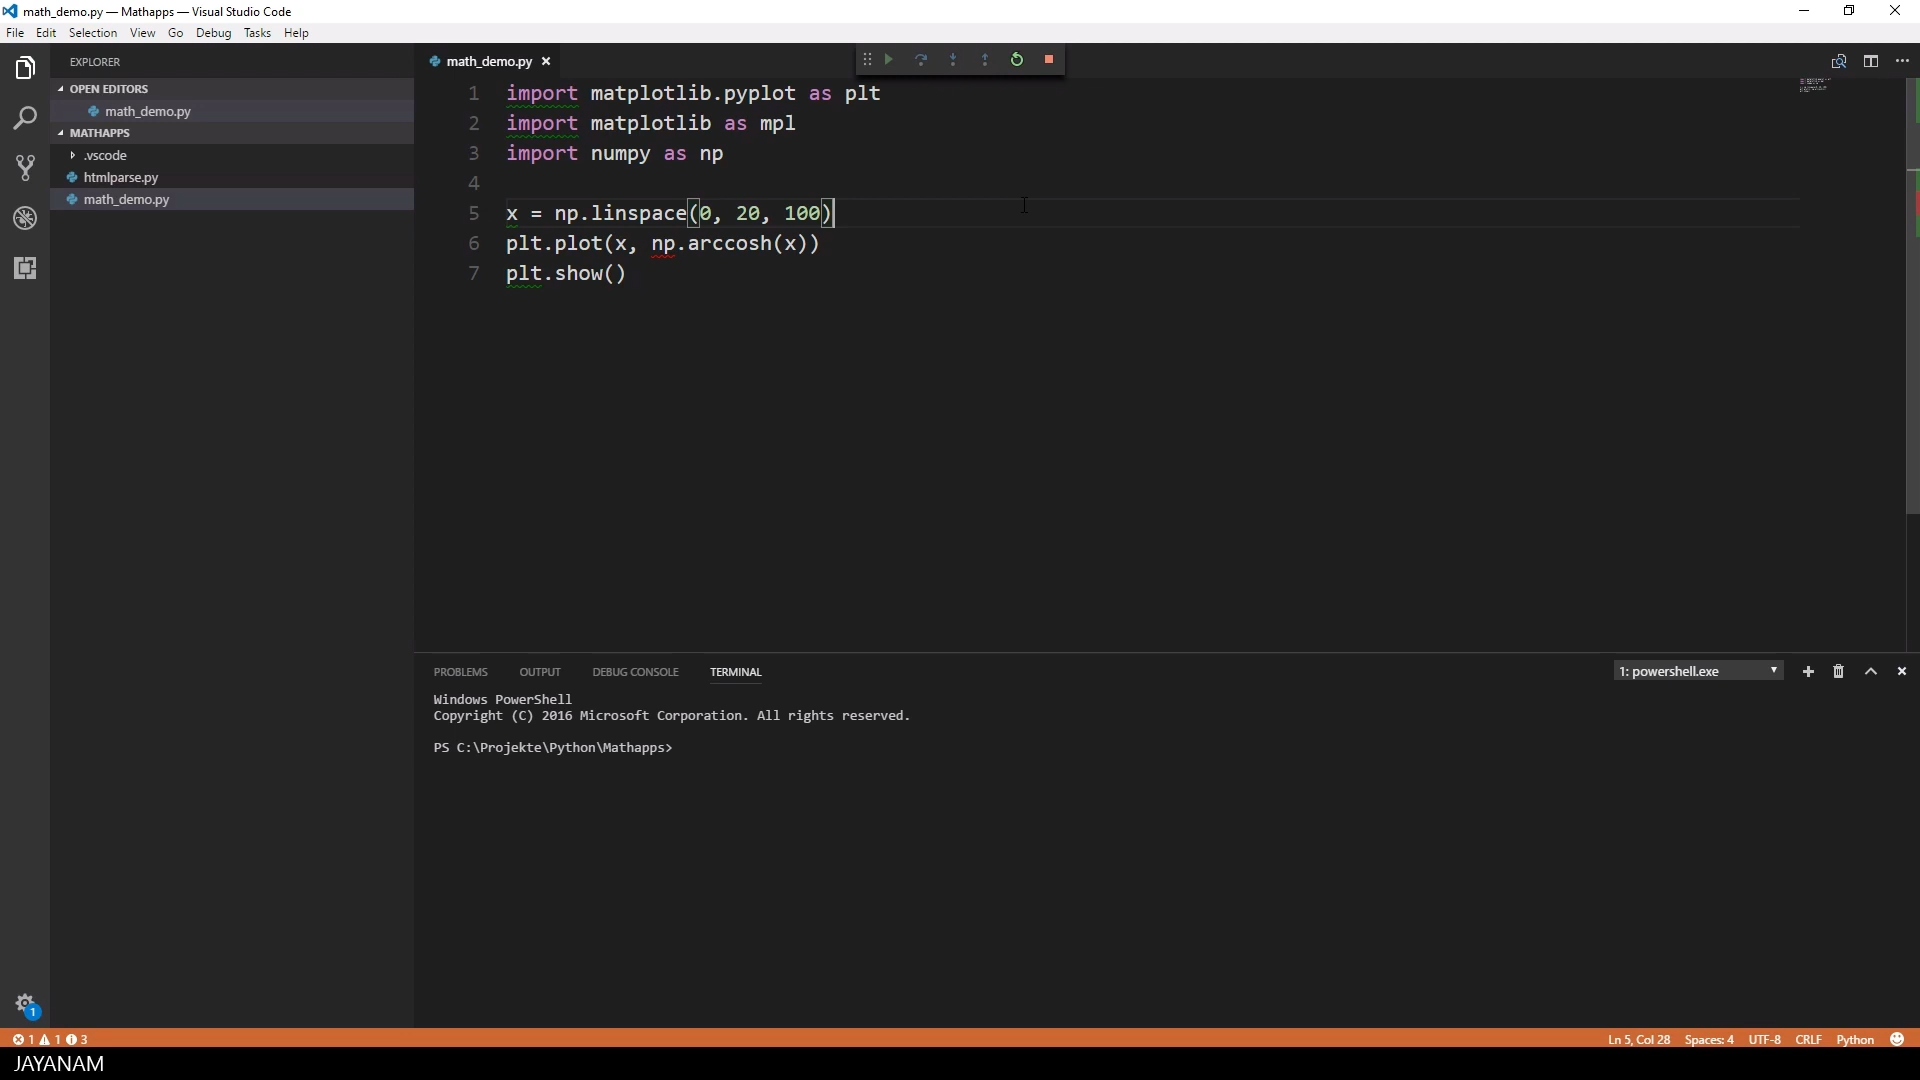 math_demo.py — Mathapps — Visual Studio Code
File Edit Selection View Go Debug Tasks Help
EXPLORER
OPEN EDITORS
math_demo.py
MATHAPPS
.vscode
htmlparse.py
math_demo.py
math_demo.py
1 import matplotlib.pyplot as plt
2 import matplotlib as mpl
3 import numpy as np
4
5 x = np.linspace(0, 20, 100)
6 plt.plot(x, np.arccosh(x))
7 plt.show()
PROBLEMS OUTPUT DEBUG CONSOLE TERMINAL
1: powershell.exe
Windows PowerShell
Copyright (C) 2016 Microsoft Corporation. All rights reserved.
PS C:\Projekte\Python\Mathapps>
1
1 1 3
Ln 5, Col 28 Spaces: 4 UTF-8 CRLF Python
JAYANAM